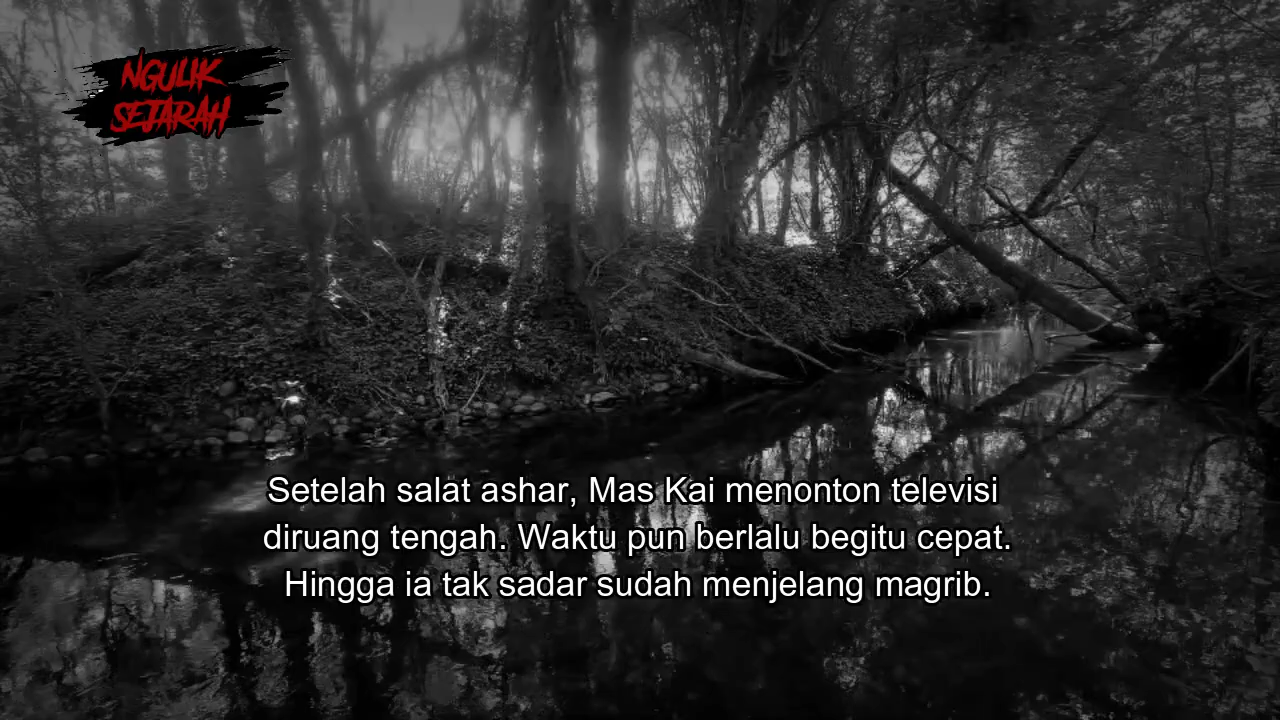 NGULIK
SEJARAH
Setelah salat ashar, Mas Kai menonton televisi
diruang tengah. Waktu pun berlalu begitu cepat.
Hingga ia tak sadar sudah menjelang magrib.